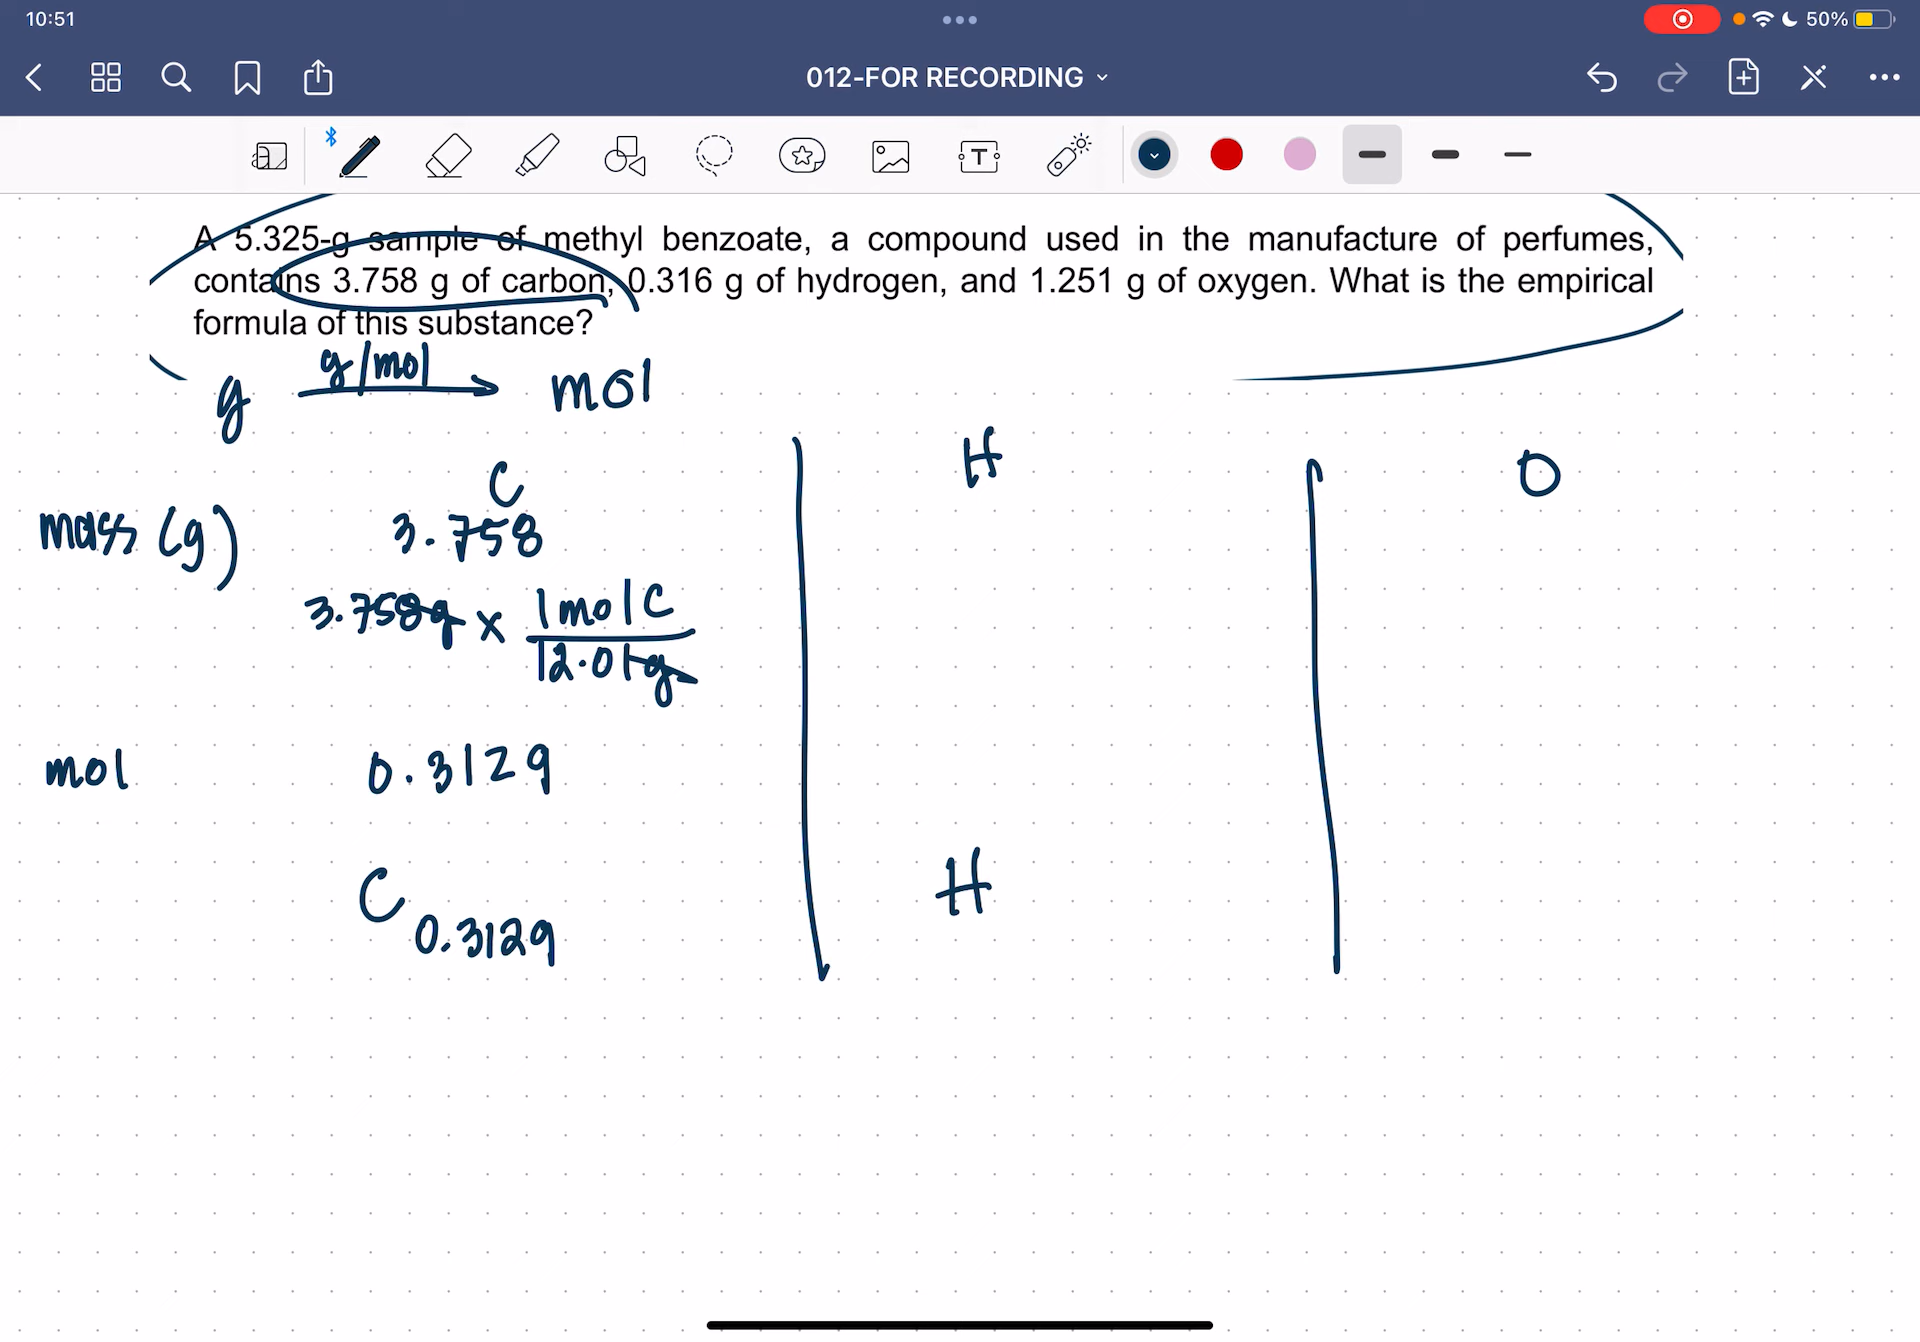 10:51
50%
012-FOR RECORDING
T
A 5.325-g sample of methyl benzoate, a compound used in the manufacture of perfumes,
contains 3.758 g of carbon, 0.316 g of hydrogen, and 1.251 g of oxygen. What is the empirical
formula of this substance?
g g/mol mol
C H O
mass (g) 3.758
3.758g x 1 mol C
12.01g
mol 0.3129
C 0.3129 H